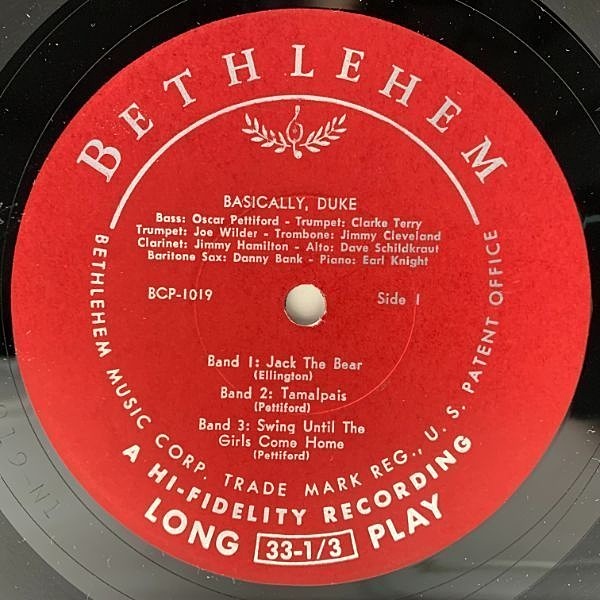 BETHLEHEM
BASICALLY, DUKE
Bass: Oscar Pettiford - Trumpet: Clarke Terry
Trumpet: Joe Wilder - Trombone: Jimmy Cleveland
Clarinet: Jimmy Hamilton - Alto: Dave Schildkraut
Baritone Sax: Danny Bank - Piano: Earl Knight
BCP-1019
Side 1
Band 1: Jack The Bear
(Ellington)
Band 2: Tamalpais
(Pettiford)
Band 3: Swing Until The
Girls Come Home
(Pettiford)
BETHLEHEM MUSIC CORP. TRADE MARK REG., U. S. PATENT OFFICE
A HI-FIDELITY RECORDING
LONG 33-1/3 PLAY